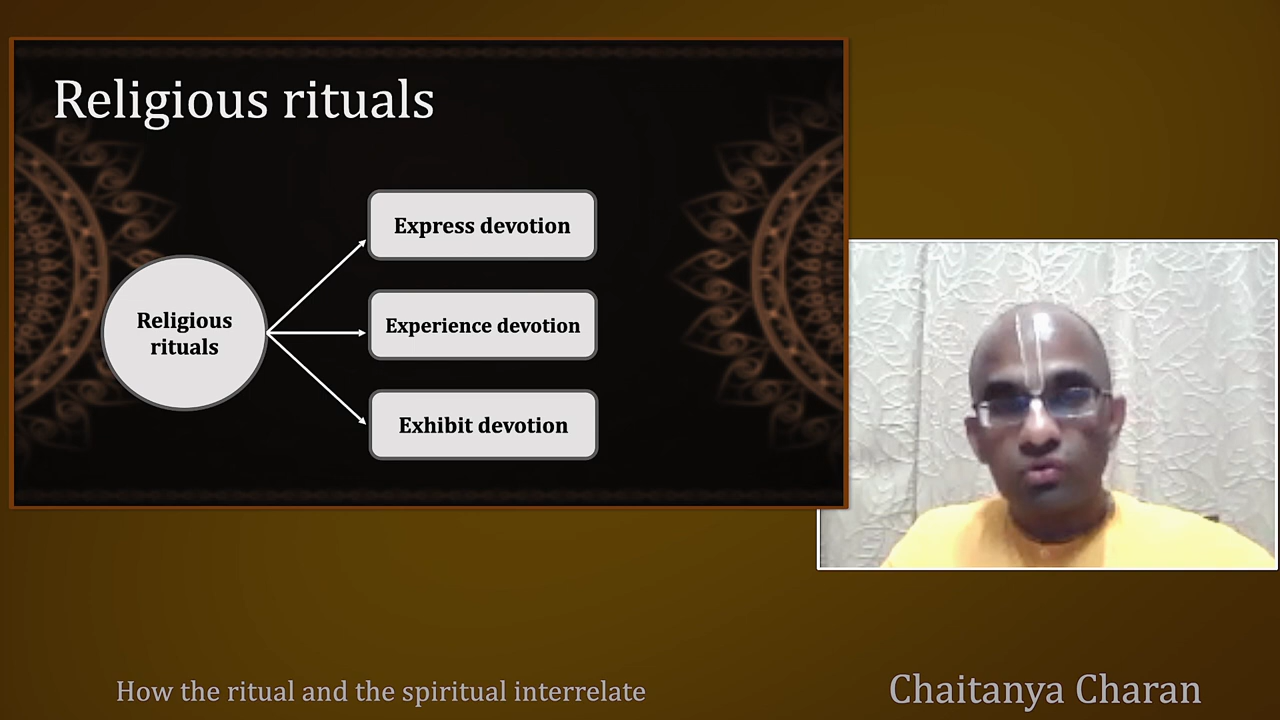 Religious rituals
Express devotion
Religious
rituals
Experience devotion
Exhibit devotion
How the ritual and the spiritual interrelate
Chaitanya Charan